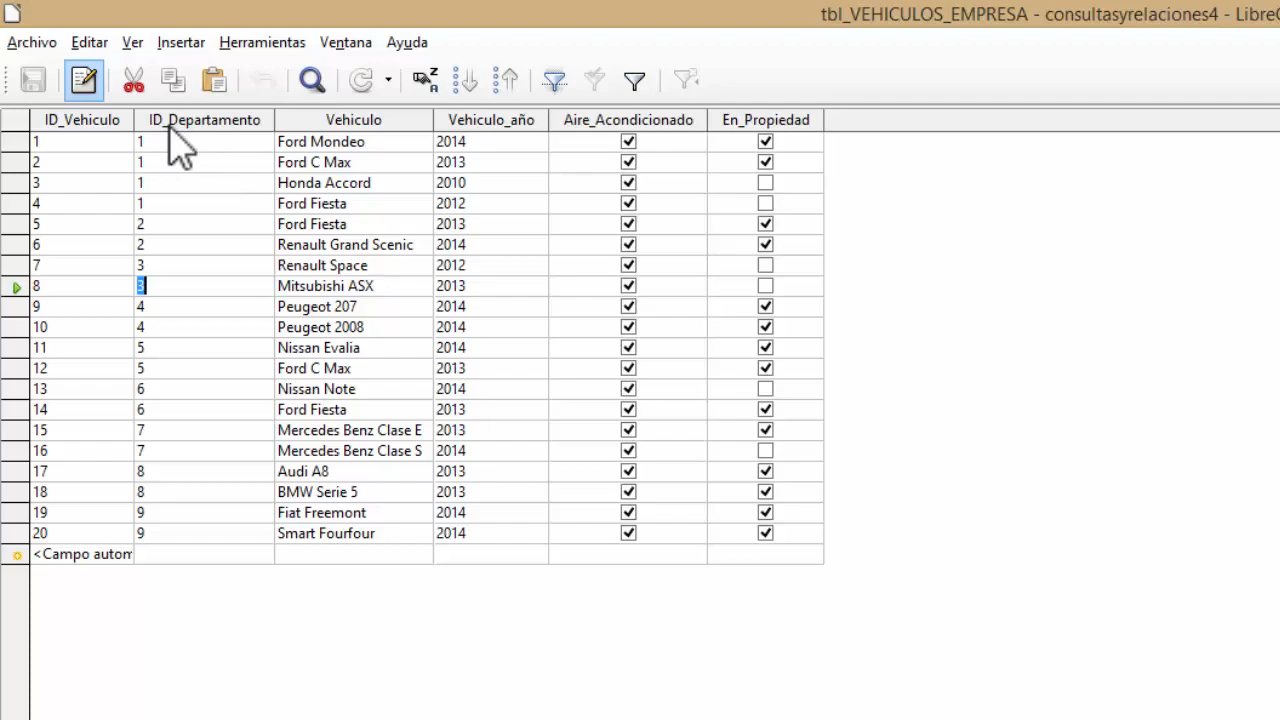 tbl_VEHICULOS_EMPRESA - consultasyrelaciones4 - Libre
Archivo Editar Ver Insertar Herramientas Ventana Ayuda
ID_Vehiculo ID_Departamento Vehiculo Vehiculo_año Aire_Acondicionado En_Propiedad
1 1 Ford Mondeo 2014
2 1 Ford C Max 2013
3 1 Honda Accord 2010
4 1 Ford Fiesta 2012
5 2 Ford Fiesta 2013
6 2 Renault Grand Scenic 2014
7 3 Renault Space 2012
8 3 Mitsubishi ASX 2013
9 4 Peugeot 207 2014
10 4 Peugeot 2008 2014
11 5 Nissan Evalia 2014
12 5 Ford C Max 2013
13 6 Nissan Note 2014
14 6 Ford Fiesta 2013
15 7 Mercedes Benz Clase E 2013
16 7 Mercedes Benz Clase S 2014
17 8 Audi A8 2013
18 8 BMW Serie 5 2013
19 9 Fiat Freemont 2014
20 9 Smart Fourfour 2014
<Campo autom